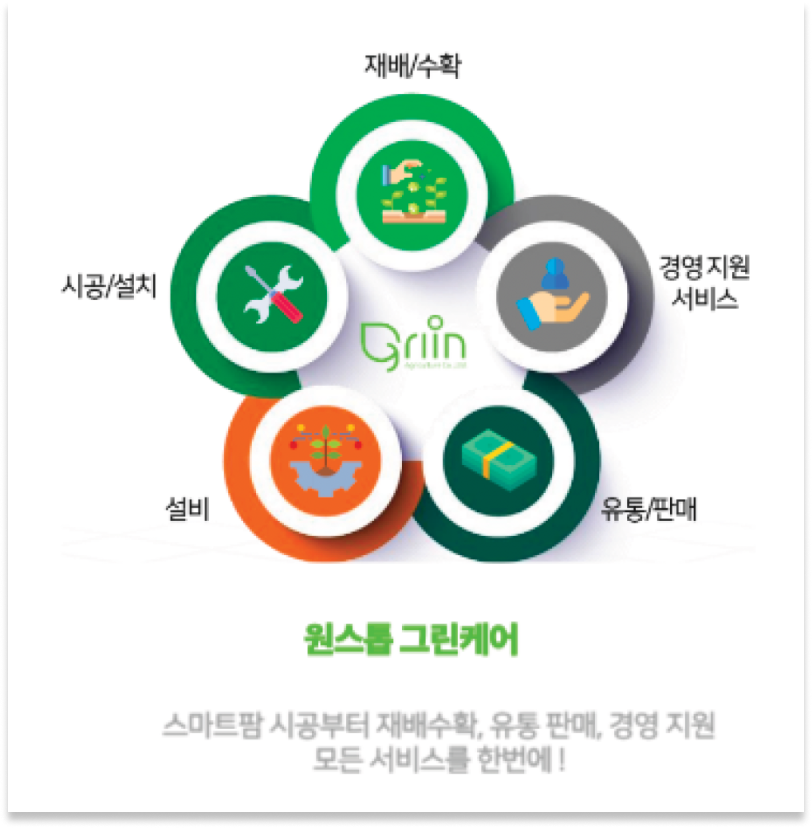 재배/수확
시공/설치
경영 지원
서비스
Griin
설비
유통/판매
원스톱 그린케어
스마트팜 시공부터 재배수확, 유통 판매, 경영 지원
모든 서비스를 한번에 !